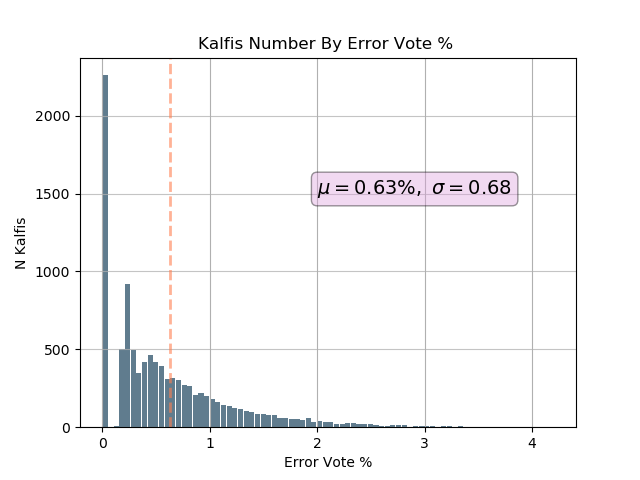 Kalfis Number By Error Vote %
N Kalfis
2000
1500
1000
500
0
μ = 0.63%, σ = 0.68
0 1 2 3 4
Error Vote %